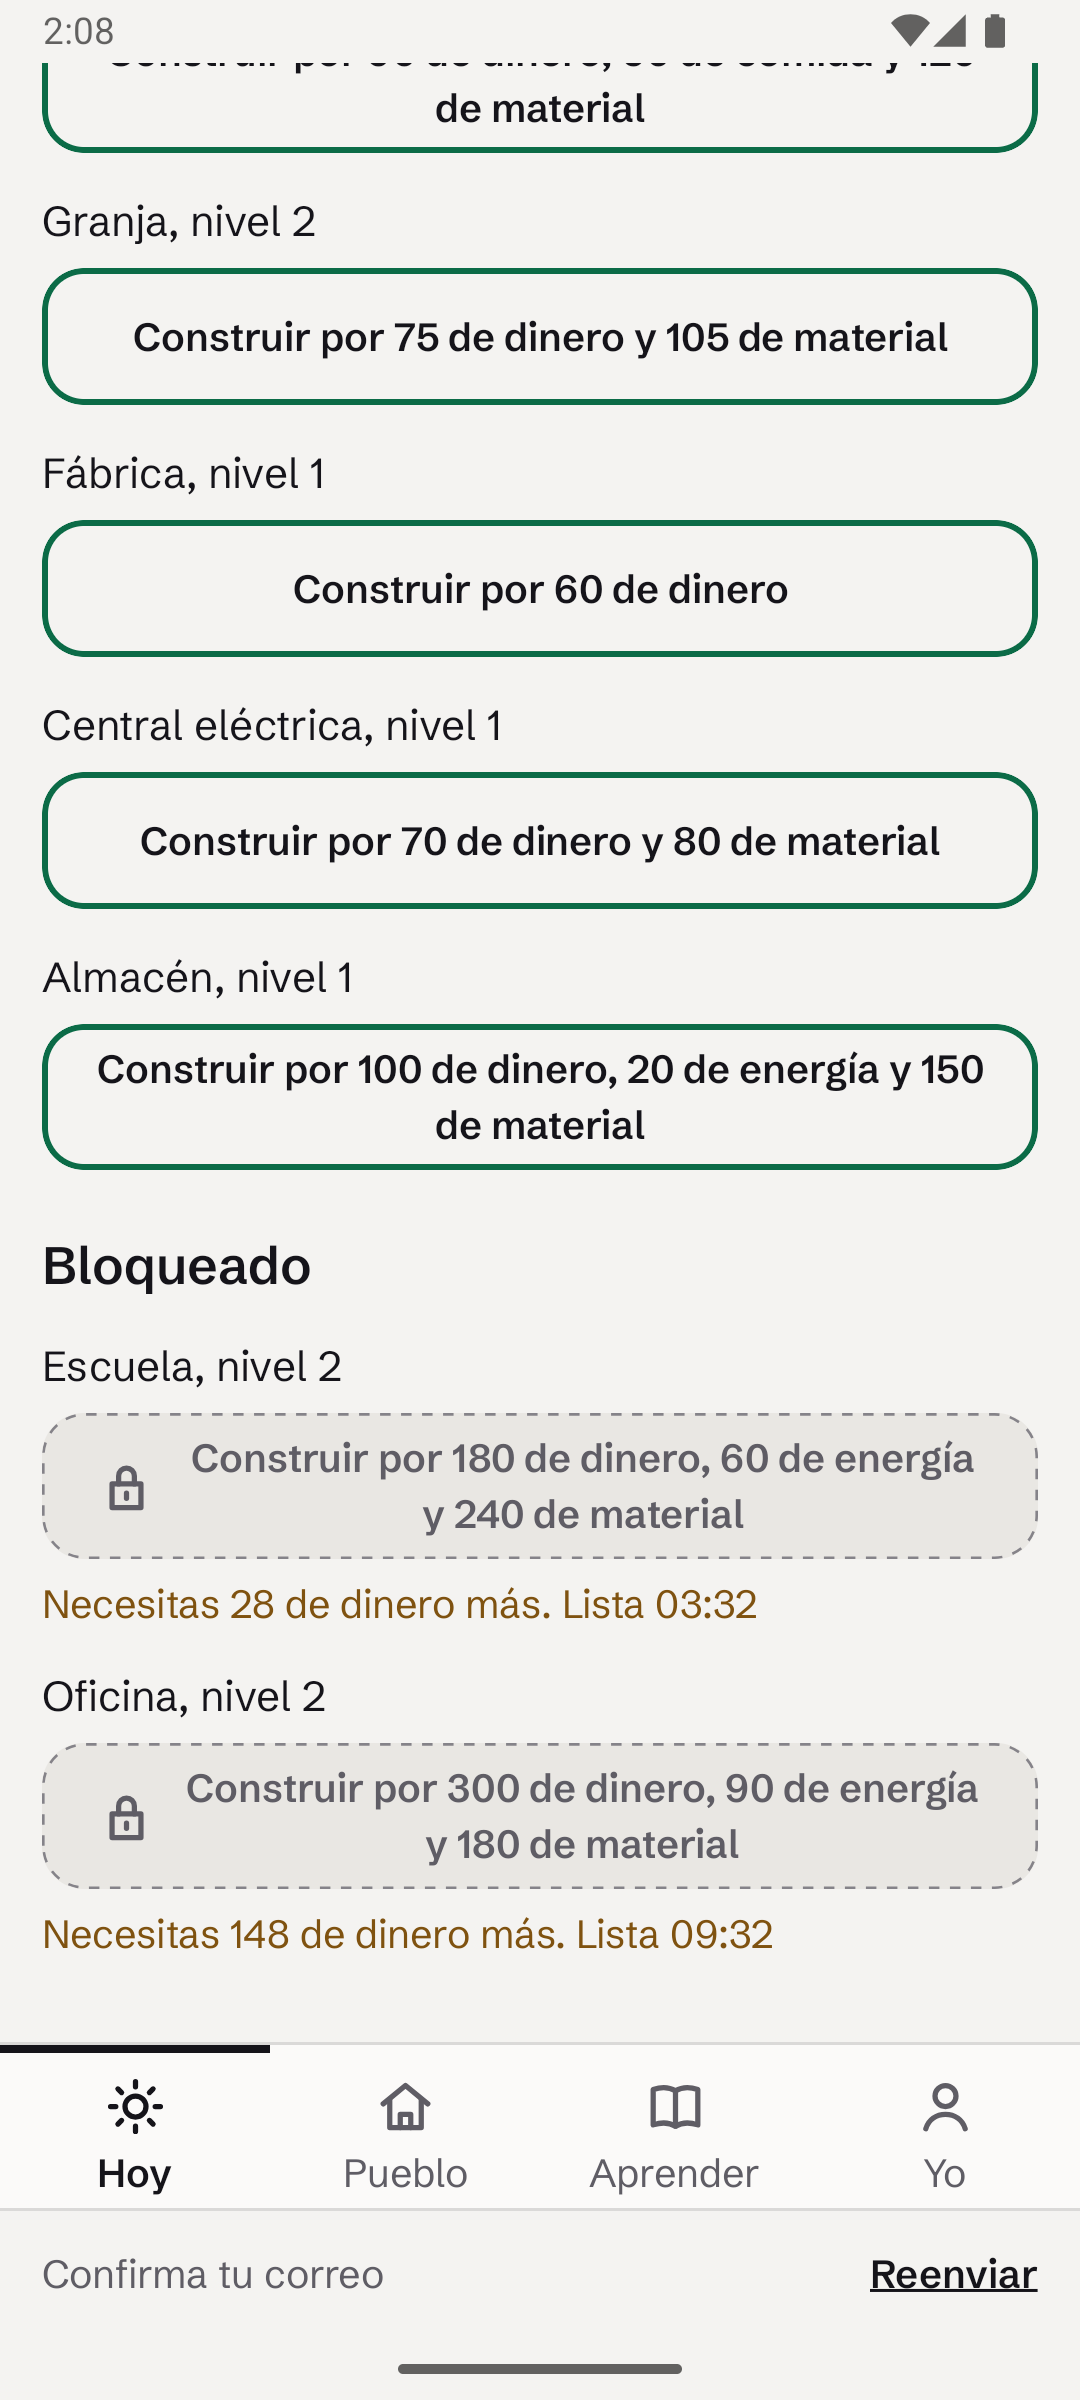 2:08
de material
Granja, nivel 2
Construir por 75 de dinero y 105 de material
Fábrica, nivel 1
Construir por 60 de dinero
Central eléctrica, nivel 1
Construir por 70 de dinero y 80 de material
Almacén, nivel 1
Construir por 100 de dinero, 20 de energía y 150
de material
Bloqueado
Escuela, nivel 2
Construir por 180 de dinero, 60 de energía
y 240 de material
Necesitas 28 de dinero más. Lista 03:32
Oficina, nivel 2
Construir por 300 de dinero, 90 de energía
y 180 de material
Necesitas 148 de dinero más. Lista 09:32
Hoy
Pueblo
Aprender
Yo
Confirma tu correo
Reenviar